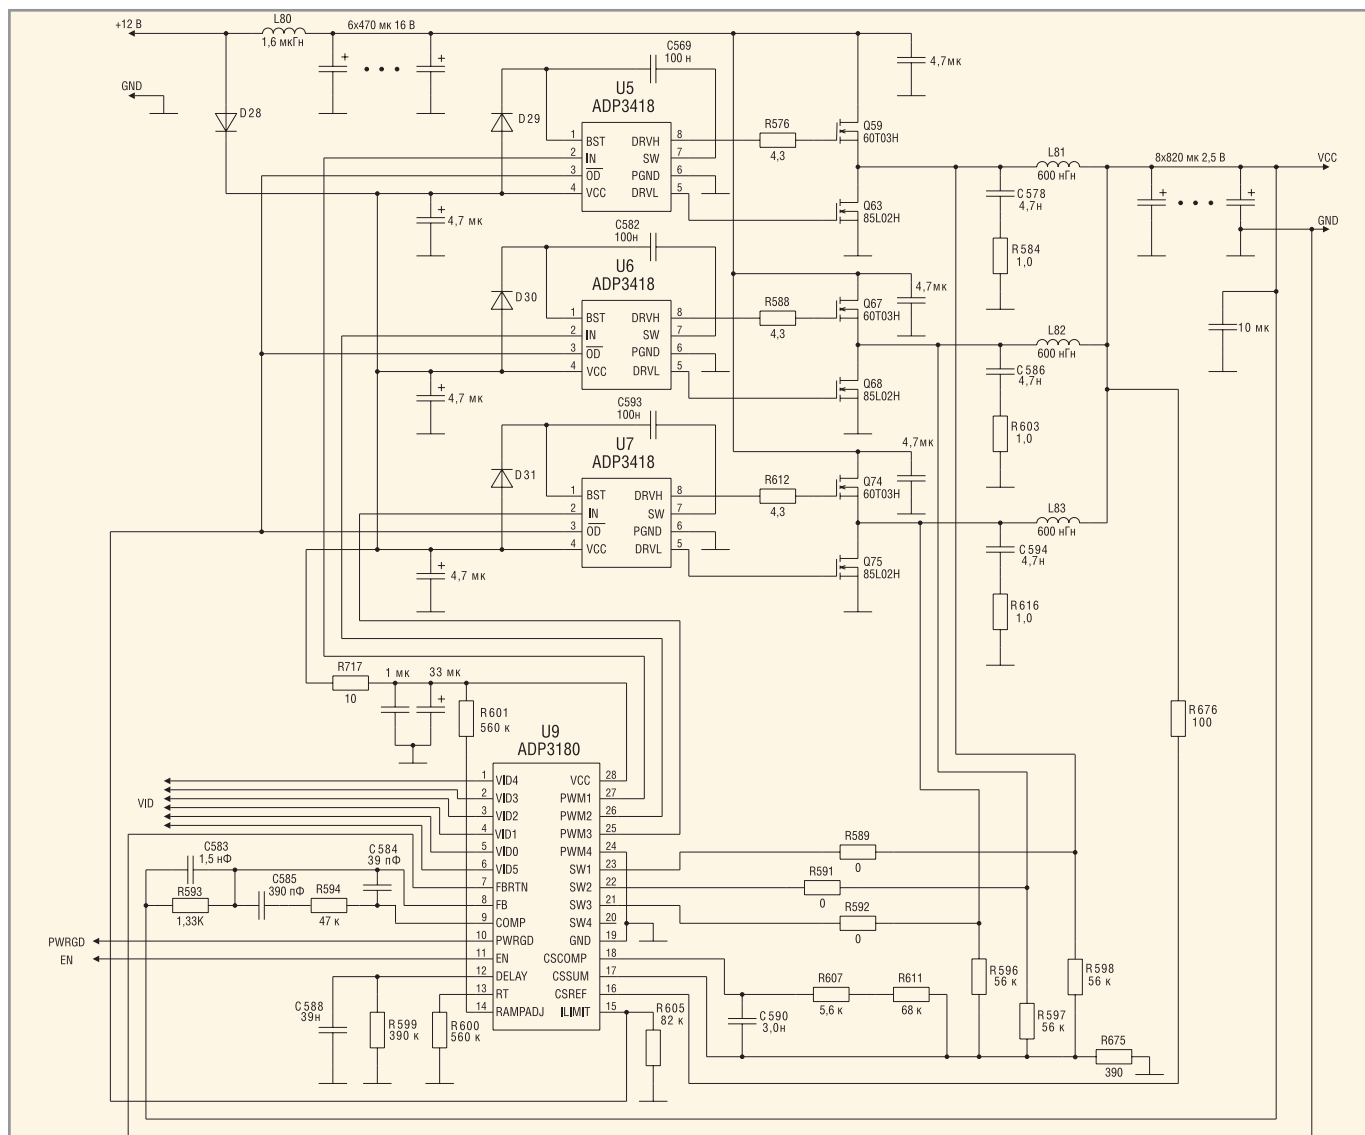 +12 В
L80
1,6 мкГн
6x470 мк 16 В
GND
D28
C569
100 н
4,7мк
U5
ADP3418
D29
1 BST DRVH 8
2 IN SW 7
3 OD PGND 6
4 VCC DRVL 5
R576
4,3
Q59
60T03H
Q63
85L02H
4,7 мк
L81
600 нГн
8x820 мк 2,5 В
VCC
GND
C578
4,7н
R584
1,0
C582
100н
U6
ADP3418
D30
1 BST DRVH 8
2 IN SW 7
3 OD PGND 6
4 VCC DRVL 5
R588
4,3
Q67
60T03H
4,7мк
Q68
85L02H
4,7 мк
L82
600 нГн
10 мк
C586
4,7н
R603
1,0
C593
100н
U7
ADP3418
D31
1 BST DRVH 8
2 IN SW 7
3 OD PGND 6
4 VCC DRVL 5
R612
4,3
4,7мк
Q74
60T03H
Q75
85L02H
4,7 мк
L83
600 нГн
C594
4,7н
R616
1,0
R717
10
1 мк
33 мк
R601
560 к
R676
100
U9
ADP3180
VID
1 VID4 VCC 28
2 VID3 PWM1 27
3 VID2 PWM2 26
4 VID1 PWM3 25
5 VID0 PWM4 24
6 VID5 SW1 23
7 FBRTN SW2 22
8 FB SW3 21
9 COMP SW4 20
10 PWRGD GND 19
11 EN CSCOMP 18
12 DELAY CSSUM 17
13 RT CSREF 16
14 RAMPADJ ILIMIT 15
C583
1,5 нФ
C584
39 пФ
R593
1,33K
C585
390 пФ
R594
47 к
PWRGD
EN
R589
0
R591
0
R592
0
C588
39н
R599
390 к
R600
560 к
R605
82 к
C590
3,0н
R607
5,6 к
R611
68 к
R596
56 к
R598
56 к
R597
56 к
R675
390